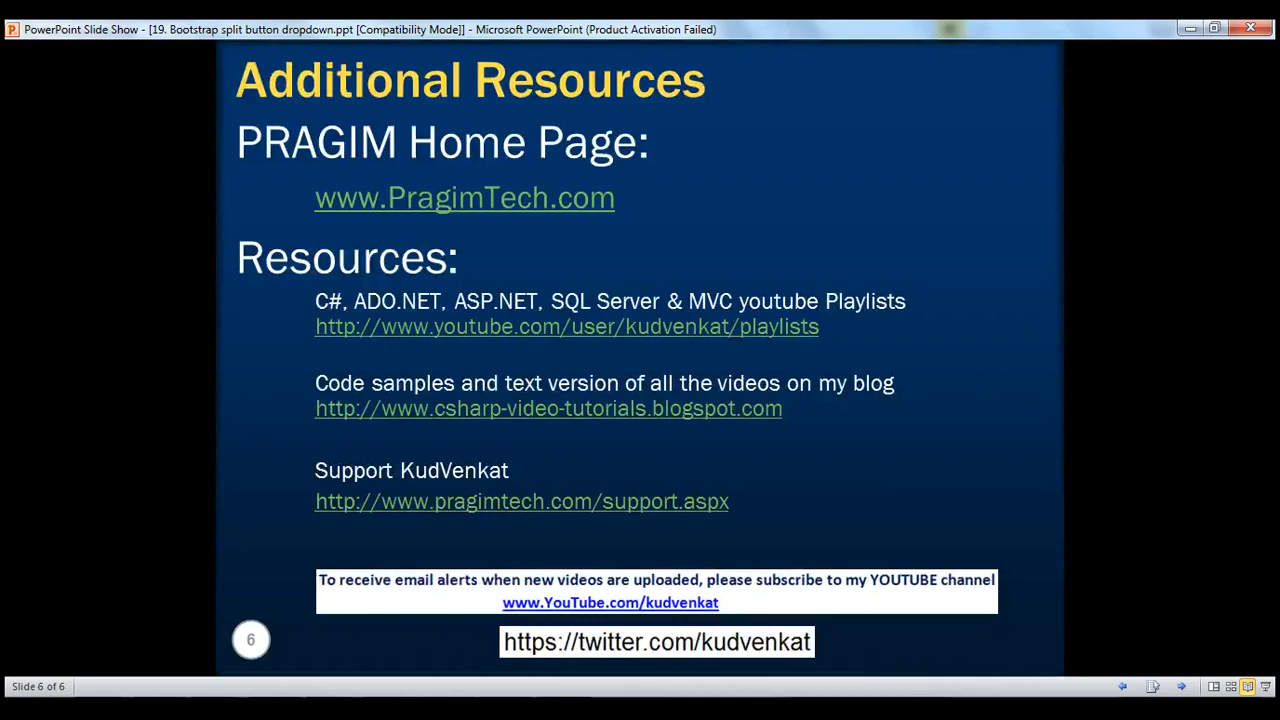 PowerPoint Slide Show - [19. Bootstrap split button dropdown.ppt [Compatibility Mode]] - Microsoft PowerPoint (Product Activation Failed)
Additional Resources
PRAGIM Home Page:
www.PragimTech.com
Resources:
C#, ADO.NET, ASP.NET, SQL Server & MVC youtube Playlists
http://www.youtube.com/user/kudvenkat/playlists
Code samples and text version of all the videos on my blog
http://www.csharp-video-tutorials.blogspot.com
Support KudVenkat
http://www.pragimtech.com/support.aspx
To receive email alerts when new videos are uploaded, please subscribe to my YOUTUBE channel
www.YouTube.com/kudvenkat
6
https://twitter.com/kudvenkat
Slide 6 of 6